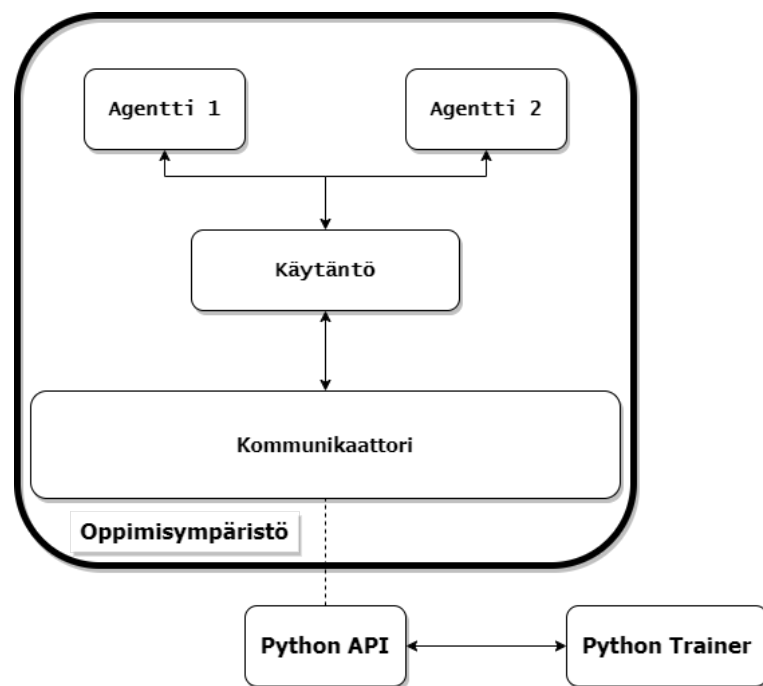 Agentti 1
Agentti 2
Käytäntö
Kommunikaattori
Oppimisympäristö
Python API
Python Trainer